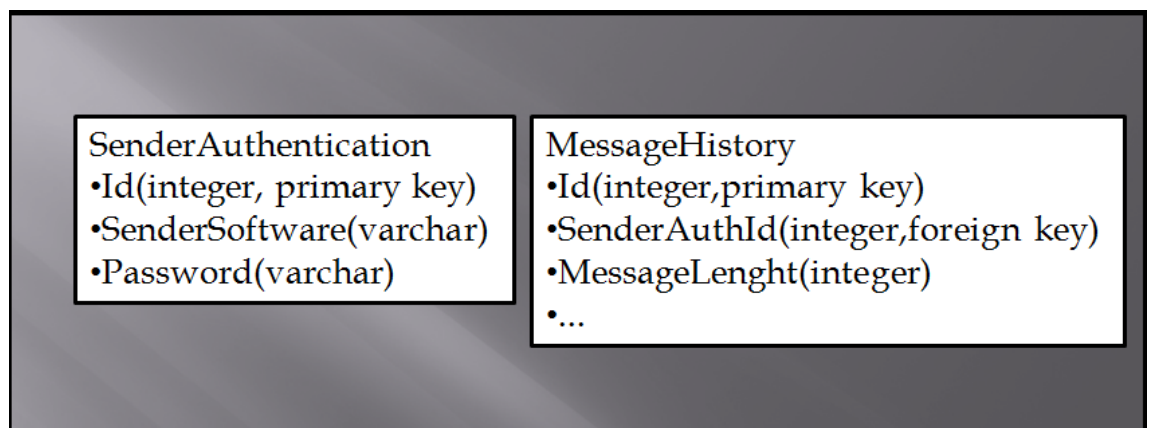 SenderAuthentication
•Id(integer, primary key)
•SenderSoftware(varchar)
•Password(varchar)
MessageHistory
•Id(integer,primary key)
•SenderAuthId(integer,foreign key)
•MessageLenght(integer)
•...